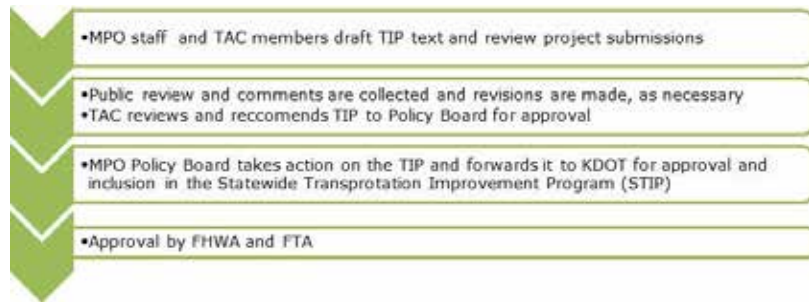 •MPO staff and TAC members draft TIP text and review project submissions
•Public review and comments are collected and revisions are made, as necessary
•TAC reviews and reccomends TIP to Policy Board for approval
•MPO Policy Board takes action on the TIP and forwards it to KDOT for approval and
inclusion in the Statewide Transprotation Improvement Program (STIP)
•Approval by FHWA and FTA